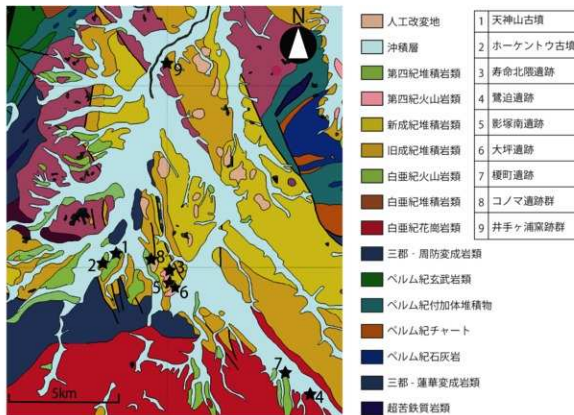 N
9
1
2
8
3
5
6
7
4
5km
人工改変地
沖積層
第四紀堆積岩類
第四紀火山岩類
新成紀堆積岩類
旧成紀堆積岩類
白亜紀火山岩類
白亜紀堆積岩類
白亜紀花崗岩類
三郡 - 周防変成岩類
ペルム紀玄武岩類
ペルム紀付加体堆積物
ペルム紀チャート
ペルム紀石灰岩
三郡 - 蓮華変成岩類
超苦鉄質岩類
1 天神山古墳
2 ホーケントウ古墳
3 寿命北隈遺跡
4 鷺迫遺跡
5 影塚南遺跡
6 大坪遺跡
7 榎町遺跡
8 コノマ遺跡群
9 井手ヶ浦窯跡群